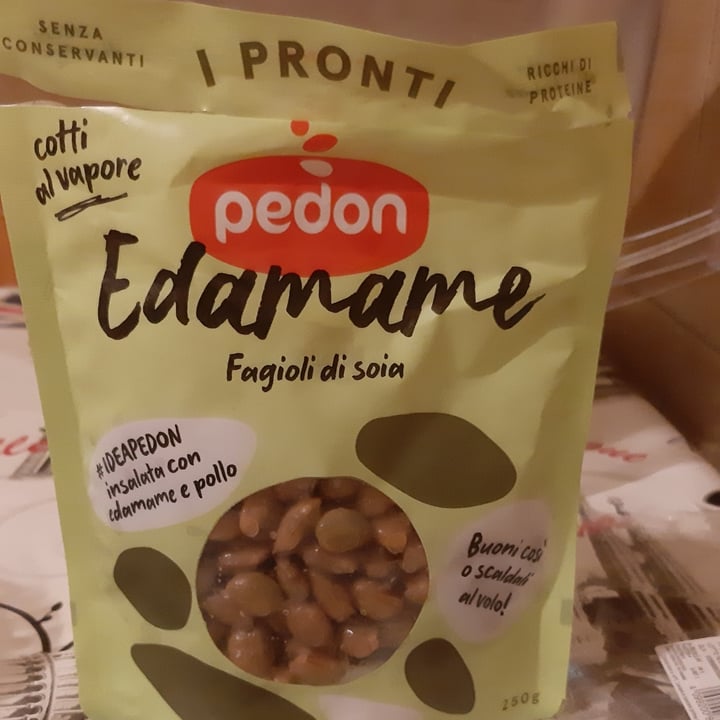 SENZA
CONSERVANTI
I PRONTI
RICCHI DI
PROTEINE
cotti
al vapore
pedon
Edamame
Fagioli di soia
#IDEAPEDON
insalata con
edamame e pollo
Buoni così
o scaldali
al volo!
250g